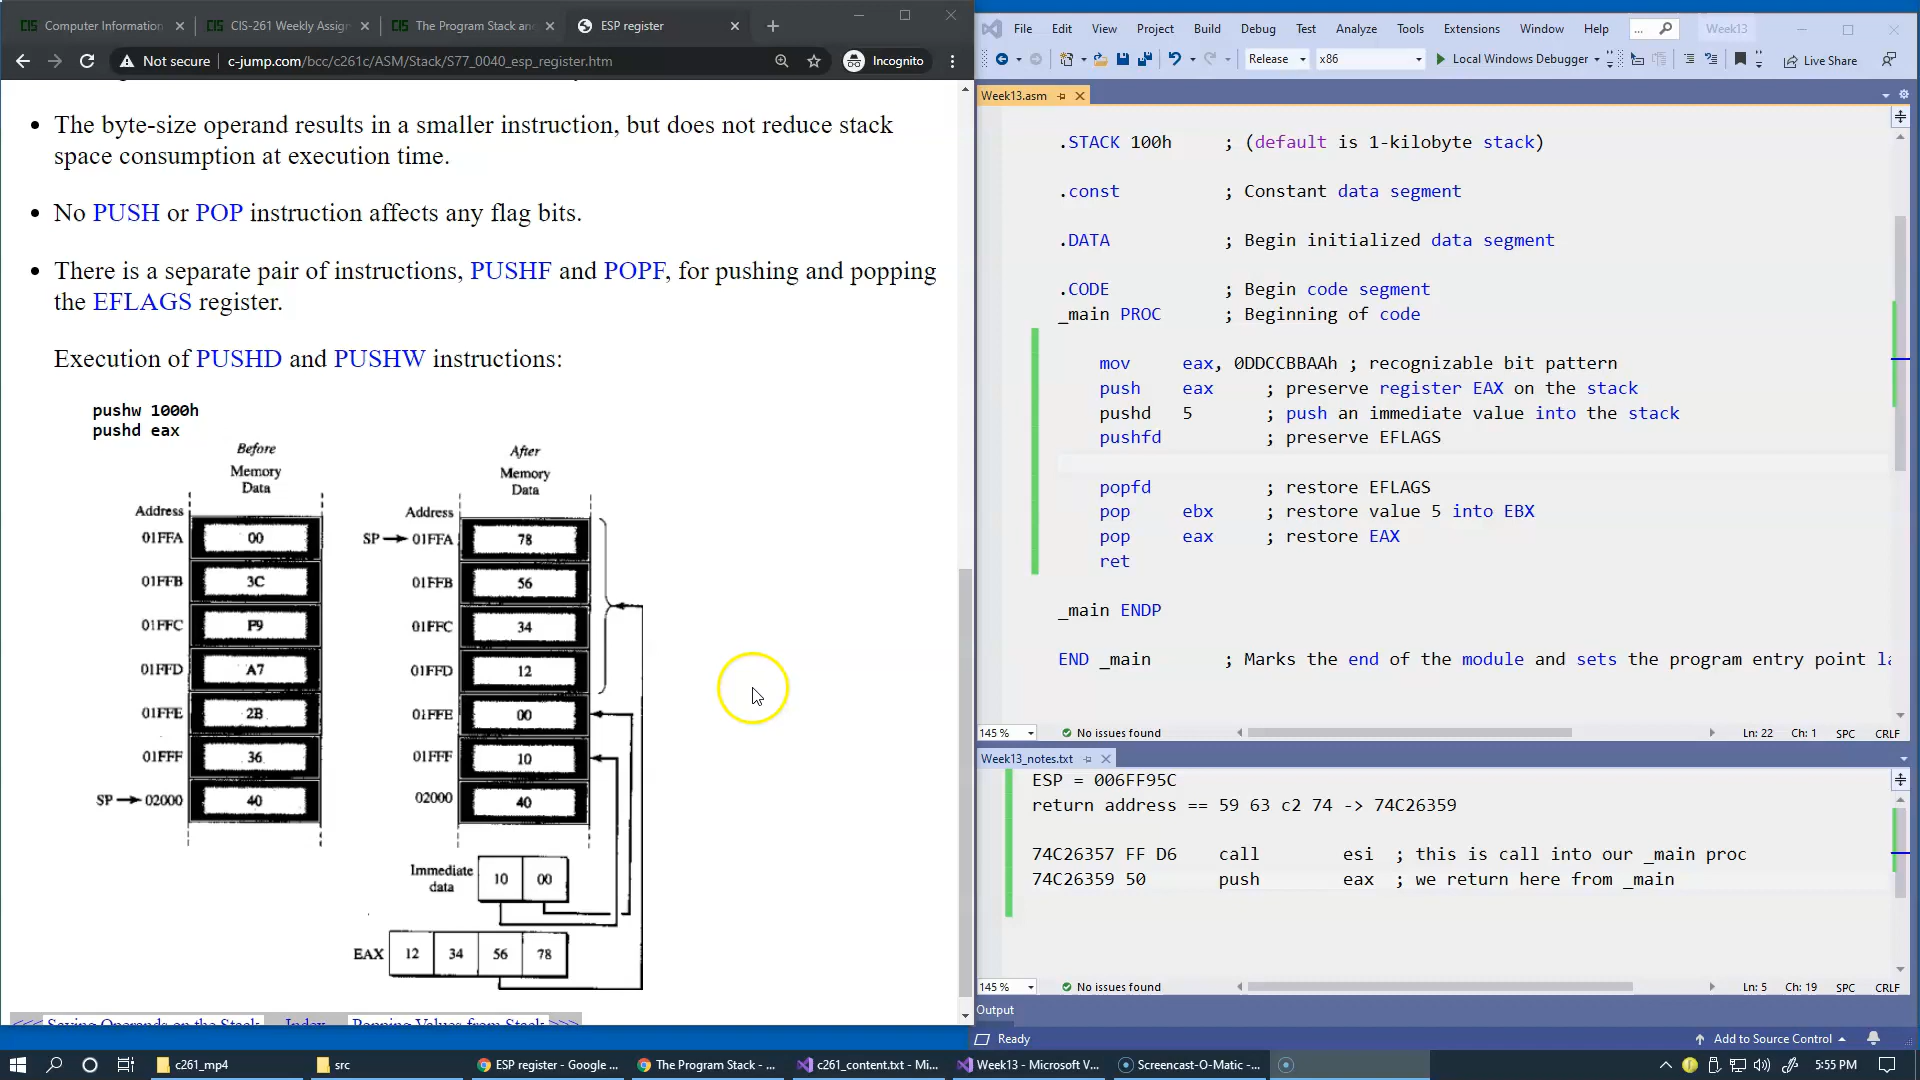 Computer Information
CIS-261 Weekly Assign
The Program Stack an
ESP register
Not secure
c-jump.com/bcc/c261c/ASM/Stack/S77_0040_esp_register.htm
Incognito
The byte-size operand results in a smaller instruction, but does not reduce stack
space consumption at execution time.
No PUSH or POP instruction affects any flag bits.
There is a separate pair of instructions, PUSHF and POPF, for pushing and popping
the EFLAGS register.
Execution of PUSHD and PUSHW instructions:
pushw 1000h
pushd eax
Before
Memory
Data
Address
01FFA 00
01FFB 3C
01FFC F9
01FFD A7
01FFE 2B
01FFF 36
SP 02000 40
After
Memory
Data
Address
SP 01FFA 78
01FFB 56
01FFC 34
01FFD 12
01FFE 00
01FFF 10
02000 40
Immediate
data
10 00
EAX 12 34 56 78
<<< Saving Operands on the Stack Index Popping Values from Stack >>>
File Edit View Project Build Debug Test Analyze Tools Extensions Window Help ... Week13
Release x86 Local Windows Debugger Live Share
Week13.asm
.STACK 100h ; (default is 1-kilobyte stack)
.const ; Constant data segment
.DATA ; Begin initialized data segment
.CODE ; Begin code segment
_main PROC ; Beginning of code
mov eax, 0DDCCBBAAh ; recognizable bit pattern
push eax ; preserve register EAX on the stack
pushd 5 ; push an immediate value into the stack
pushfd ; preserve EFLAGS
popfd ; restore EFLAGS
pop ebx ; restore value 5 into EBX
pop eax ; restore EAX
ret
_main ENDP
END _main ; Marks the end of the module and sets the program entry point la
145 % No issues found Ln: 22 Ch: 1 SPC CRLF
Week13_notes.txt
ESP = 006FF95C
return address == 59 63 c2 74 -> 74C26359
74C26357 FF D6 call esi ; this is call into our _main proc
74C26359 50 push eax ; we return here from _main
145 % No issues found Ln: 5 Ch: 19 SPC CRLF
Output
Ready
Add to Source Control
c261_mp4
src
ESP register - Google ...
The Program Stack - ...
c261_content.txt - Mi...
Week13 - Microsoft V...
Screencast-O-Matic -...
5:55 PM